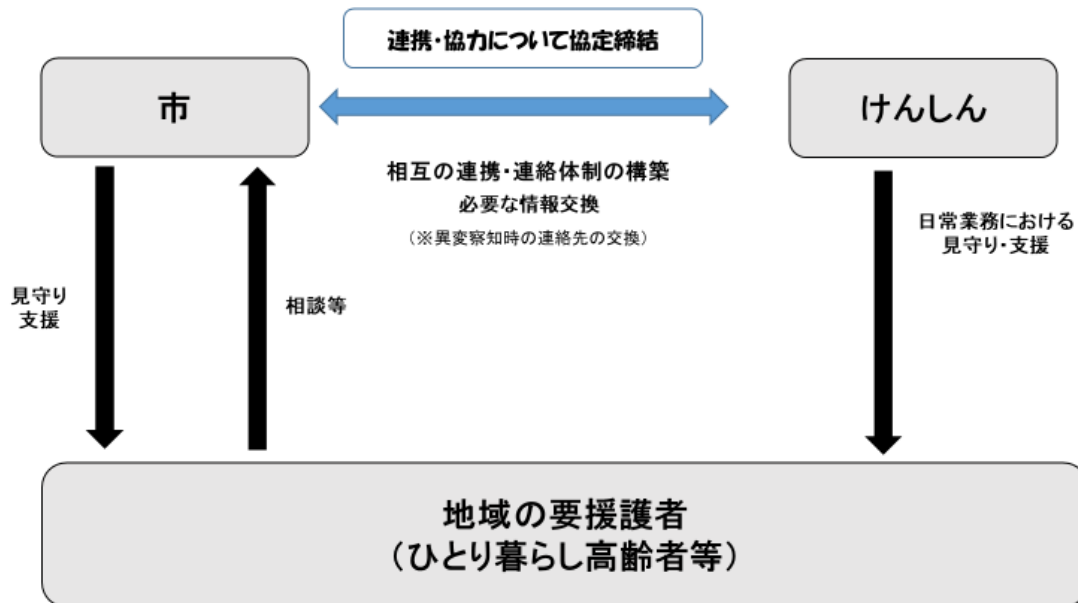 連携・協力について協定締結
市
けんしん
相互の連携・連絡体制の構築
必要な情報交換
（※異変察知時の連絡先の交換）
日常業務における
見守り・支援
見守り
支援
相談等
地域の要援護者
（ひとり暮らし高齢者等）